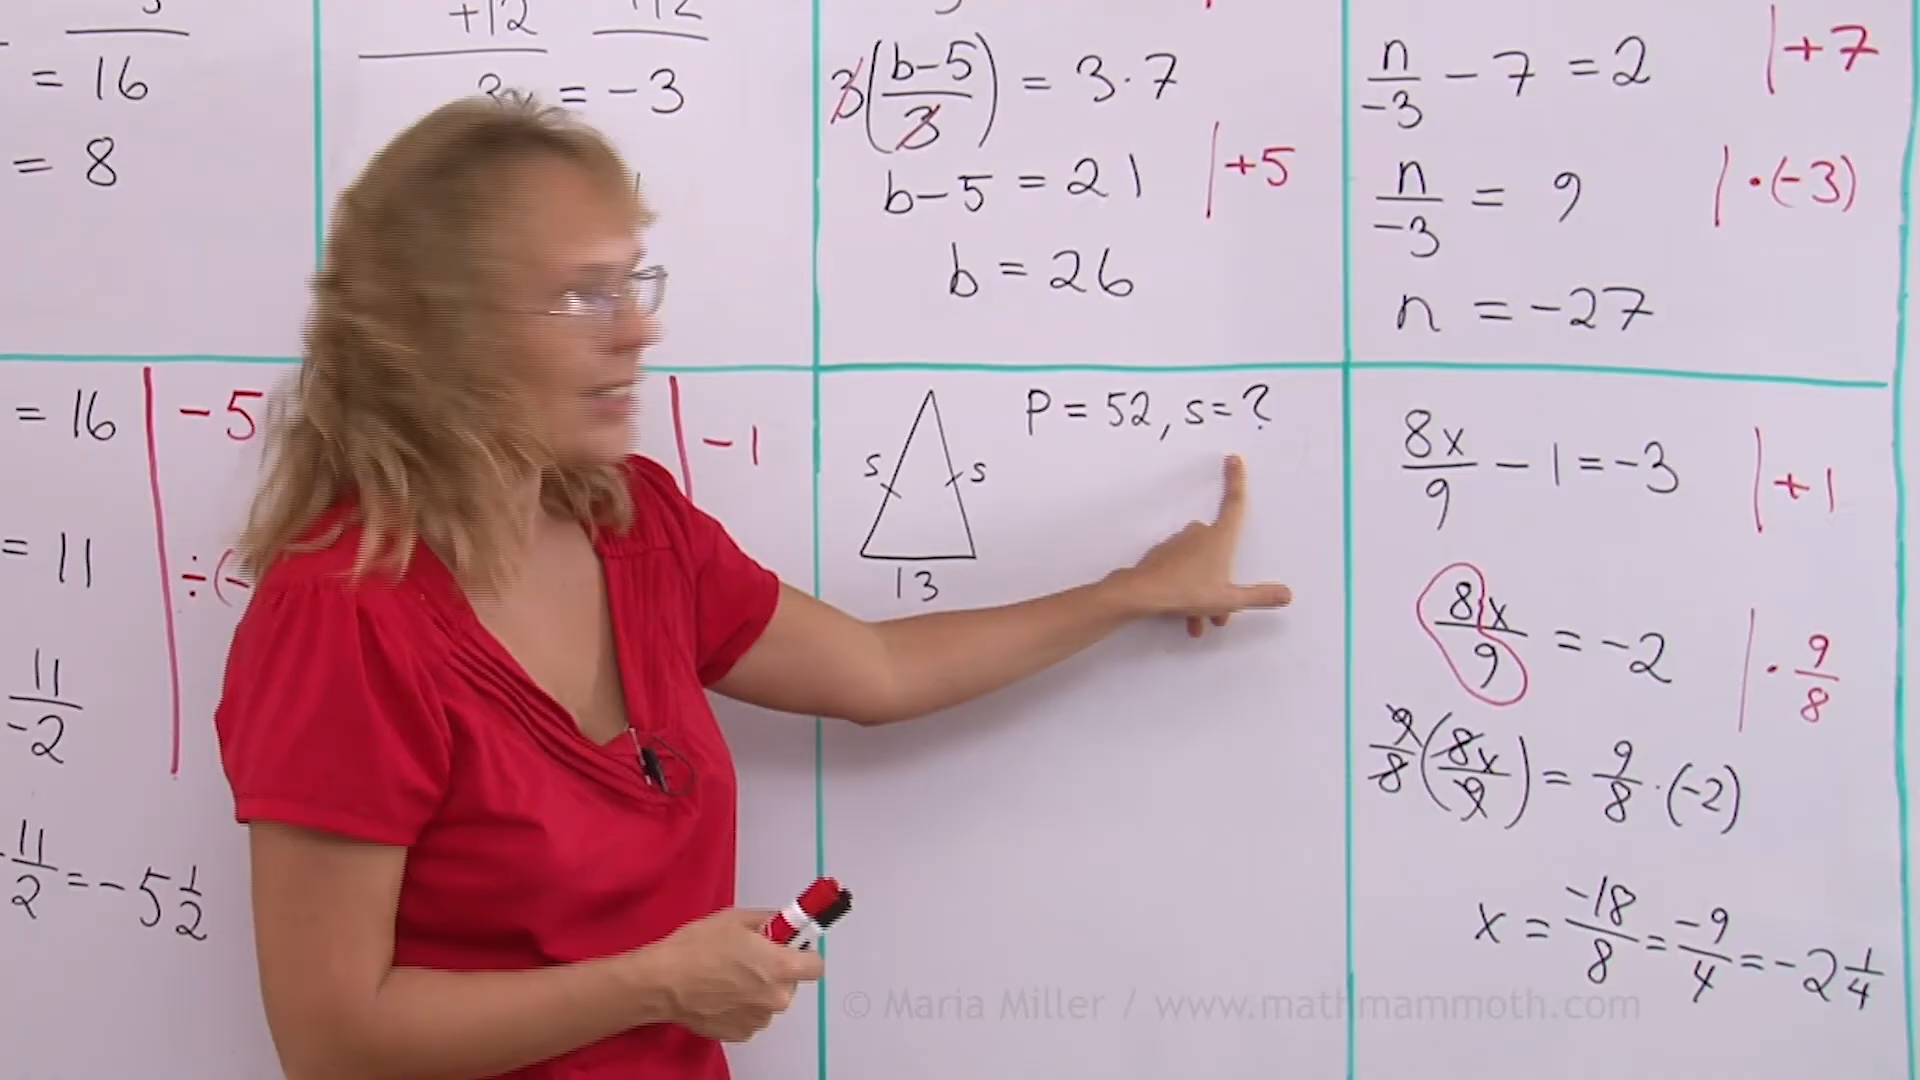 +12
= 16
= -3
= 8
3(b-5/3) = 3·7
b-5 = 21 |+5
b = 26
n/-3 - 7 = 2 |+7
n/-3 = 9 |·(-3)
n = -27
= 16 | -5
= 11
11/-2
11/2 = -5 1/2
| -1
P = 52, s = ?
s
s
13
8x/9 - 1 = -3 |+1
8x/9 = -2 |· 9/8
9/8(8x/9) = 9/8·(-2)
x = -18/8 = -9/4 = -2 1/4
© Maria Miller / www.mathmammoth.com